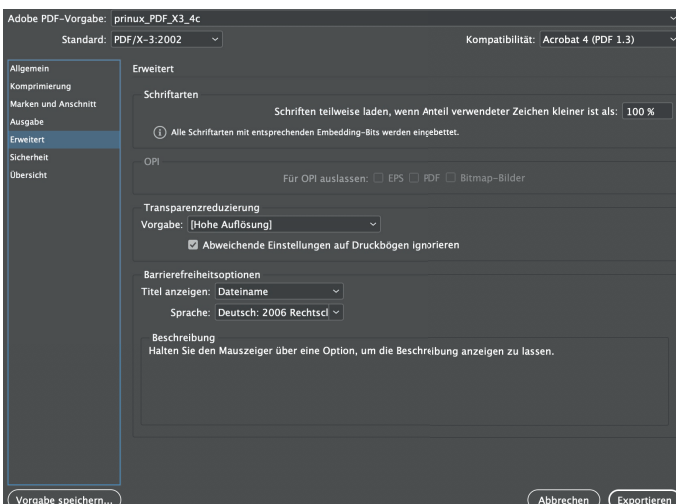 Adobe PDF-Vorgabe: prinux_PDF_X3_4c
Standard: PDF/X-3:2002 Kompatibilität: Acrobat 4 (PDF 1.3)
Allgemein
Komprimierung
Marken und Anschnitt
Ausgabe
Erweitert
Sicherheit
Übersicht
Erweitert
Schriftarten
Schriften teilweise laden, wenn Anteil verwendeter Zeichen kleiner ist als: 100 %
Alle Schriftarten mit entsprechenden Embedding-Bits werden eingebettet.
OPI
Für OPI auslassen: EPS PDF Bitmap-Bilder
Transparenzreduzierung
Vorgabe: [Hohe Auflösung]
Abweichende Einstellungen auf Druckbögen ignorieren
Barrierefreiheitsoptionen
Titel anzeigen: Dateiname
Sprache: Deutsch: 2006 Rechtscl
Beschreibung
Halten Sie den Mauszeiger über eine Option, um die Beschreibung anzeigen zu lassen.
Vorgabe speichern... Abbrechen Exportieren